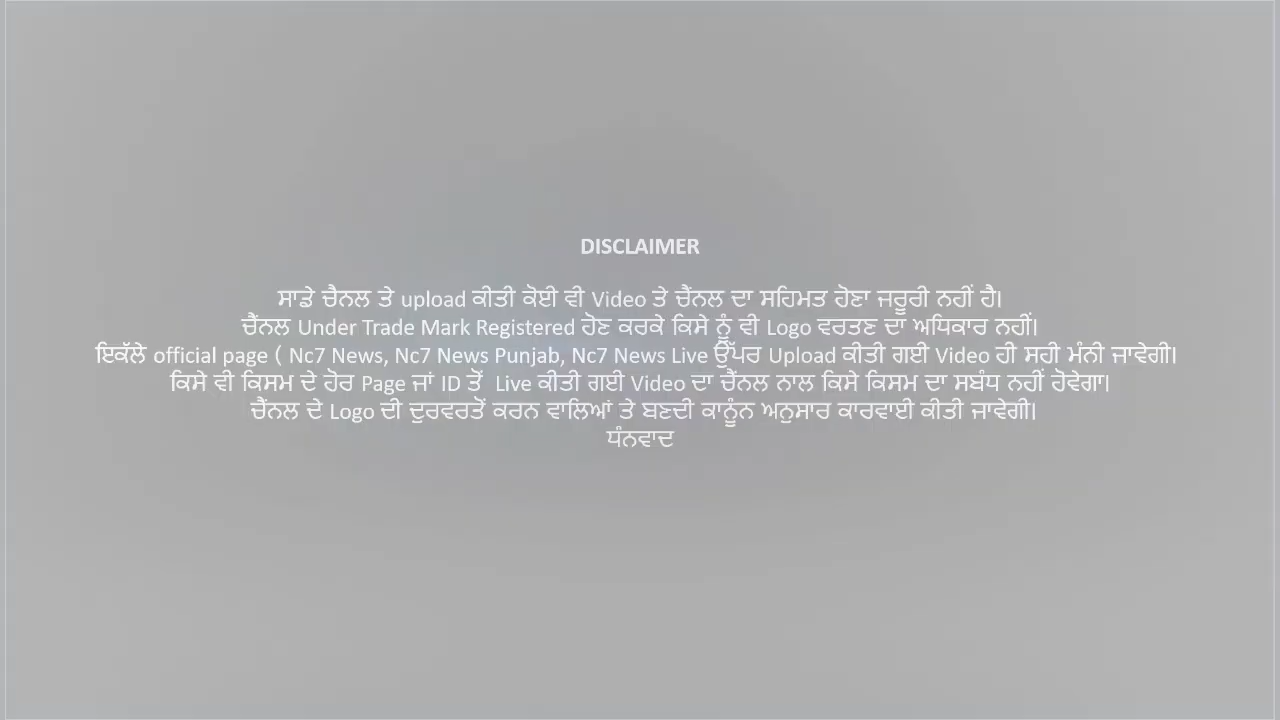 DISCLAIMER
ਸਾਡੇ ਚੈਨਲ ਤੇ upload ਕੀਤੀ ਕੋਈ ਵੀ Video ਤੇ ਚੈੱਨਲ ਦਾ ਸਹਿਮਤ ਹੋਣਾ ਜਰੂਰੀ ਨਹੀਂ ਹੈ।
ਚੈੱਨਲ Under Trade Mark Registered ਹੋਣ ਕਰਕੇ ਕਿਸੇ ਨੂੰ ਵੀ Logo ਵਰਤਣ ਦਾ ਅਧਿਕਾਰ ਨਹੀਂ।
ਇਕੱਲੇ official page ( Nc7 News, Nc7 News Punjab, Nc7 News Live ਉੱਪਰ Upload ਕੀਤੀ ਗਈ Video ਹੀ ਸਹੀ ਮੰਨੀ ਜਾਵੇਗੀ।
ਕਿਸੇ ਵੀ ਕਿਸਮ ਦੇ ਹੋਰ Page ਜਾਂ ID ਤੋਂ  Live ਕੀਤੀ ਗਈ Video ਦਾ ਚੈੱਨਲ ਨਾਲ ਕਿਸੇ ਕਿਸਮ ਦਾ ਸਬੰਧ ਨਹੀਂ ਹੋਵੇਗਾ।
ਚੈੱਨਲ ਦੇ Logo ਦੀ ਦੁਰਵਰਤੋਂ ਕਰਨ ਵਾਲਿਆਂ ਤੇ ਬਣਦੀ ਕਾਨੂੰਨ ਅਨੁਸਾਰ ਕਾਰਵਾਈ ਕੀਤੀ ਜਾਵੇਗੀ।
ਧੰਨਵਾਦ